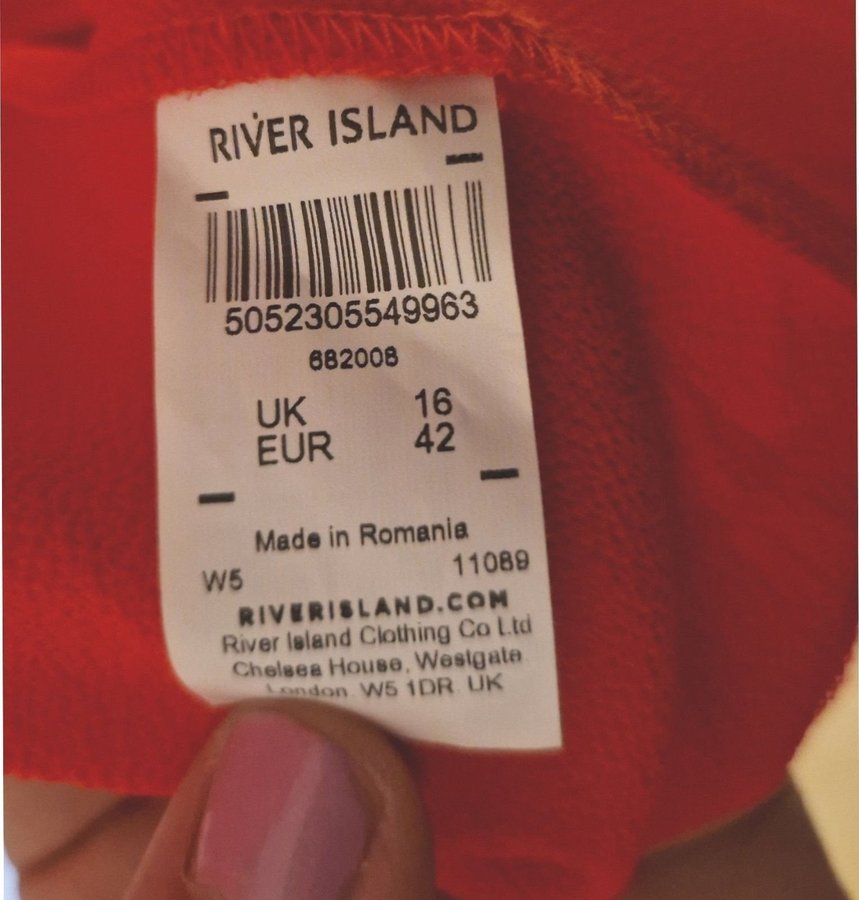 RIVER ISLAND
5052305549963
682008
UK 16
EUR 42
Made in Romania
W5 11089
RIVERISLAND.COM
River Island Clothing Co Ltd
Chelsea House, Westgate
London W5 1DR UK